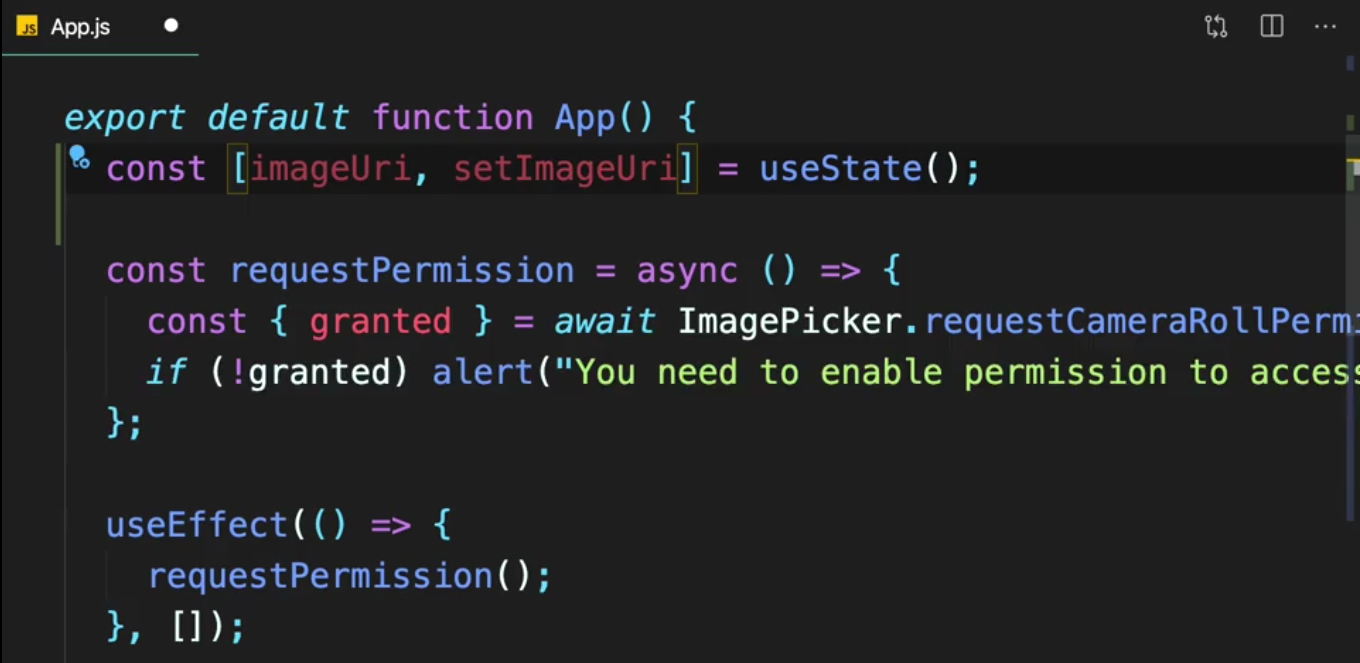 JS App.js
export default function App() {
const [imageUri, setImageUri] = useState();
const requestPermission = async () => {
const { granted } = await ImagePicker.requestCameraRollPermi
if (!granted) alert("You need to enable permission to access
};
useEffect(() => {
requestPermission();
}, []);